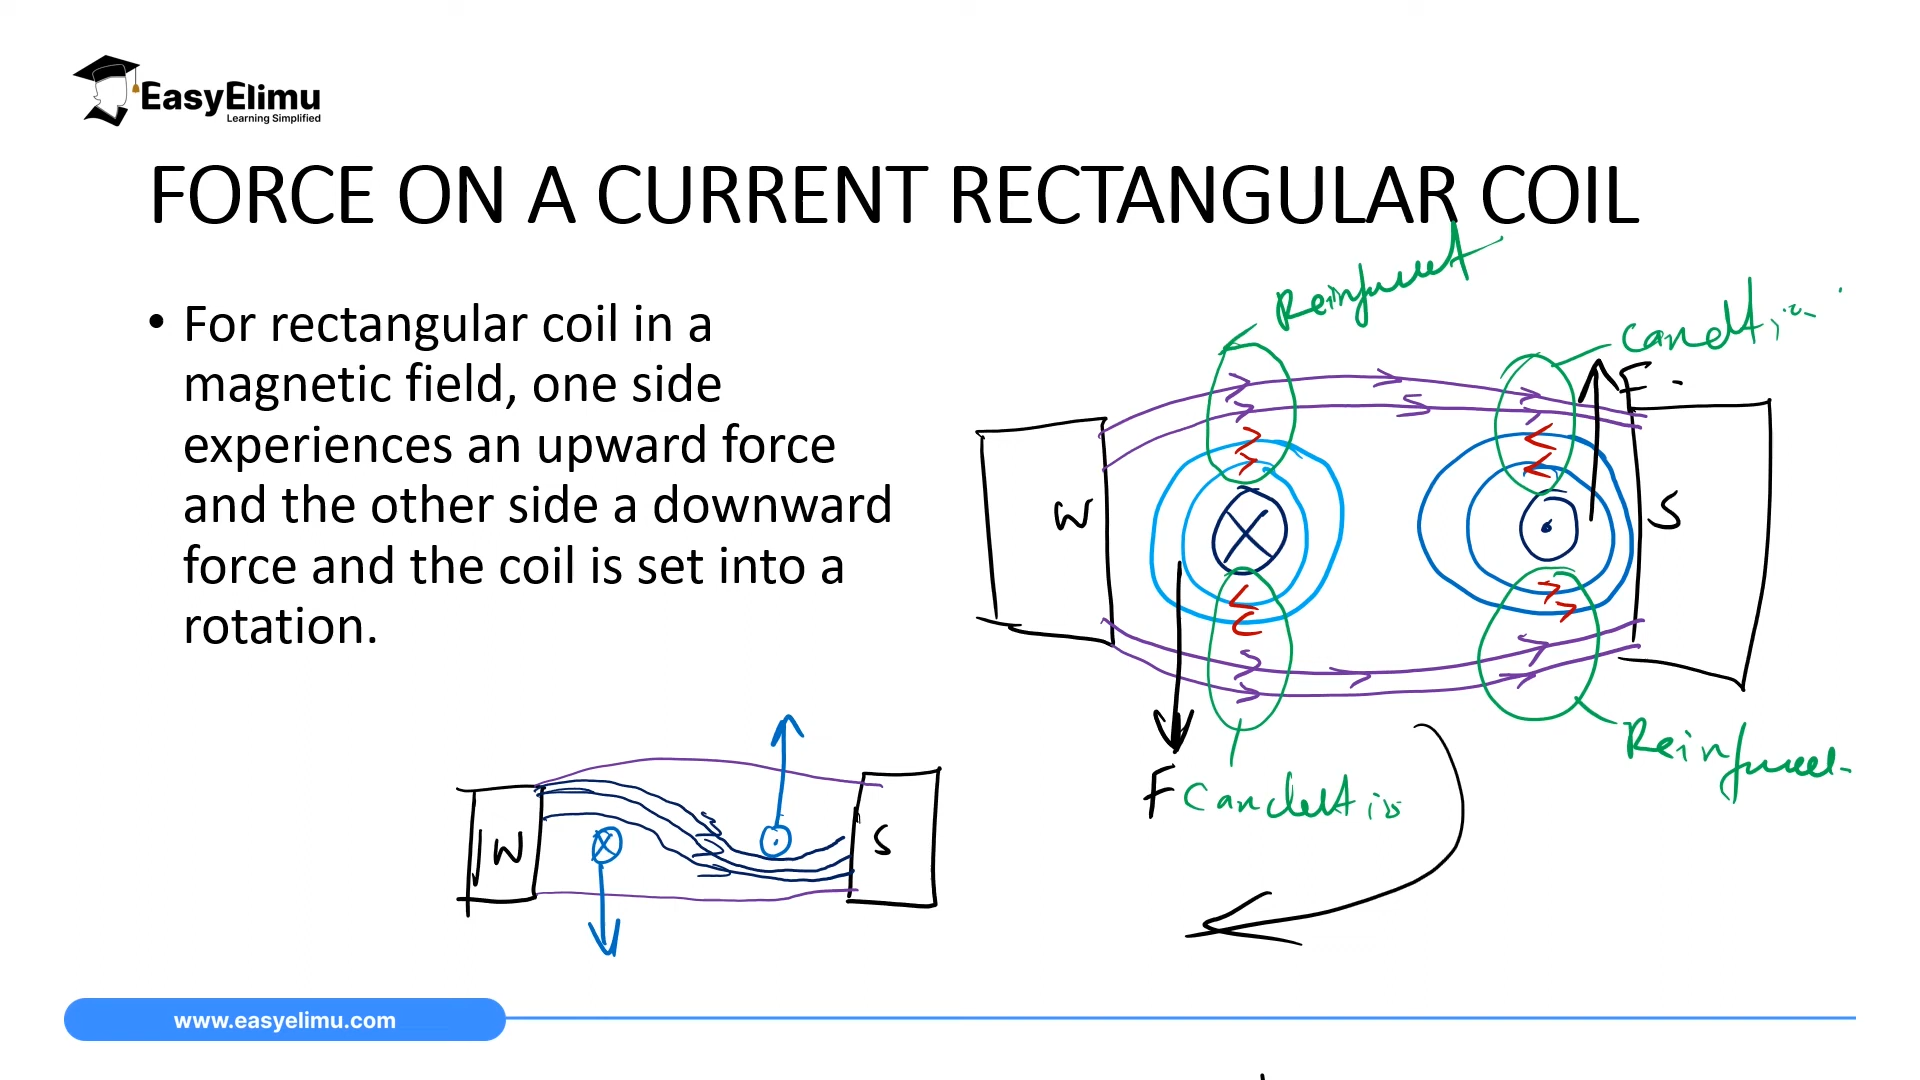 EasyElimu
Learning Simplified
FORCE ON A CURRENT RECTANGULAR COIL
• For rectangular coil in a
magnetic field, one side
experiences an upward force
and the other side a downward
force and the coil is set into a
rotation.
F
N
S
F
N
S
www.easyelimu.com